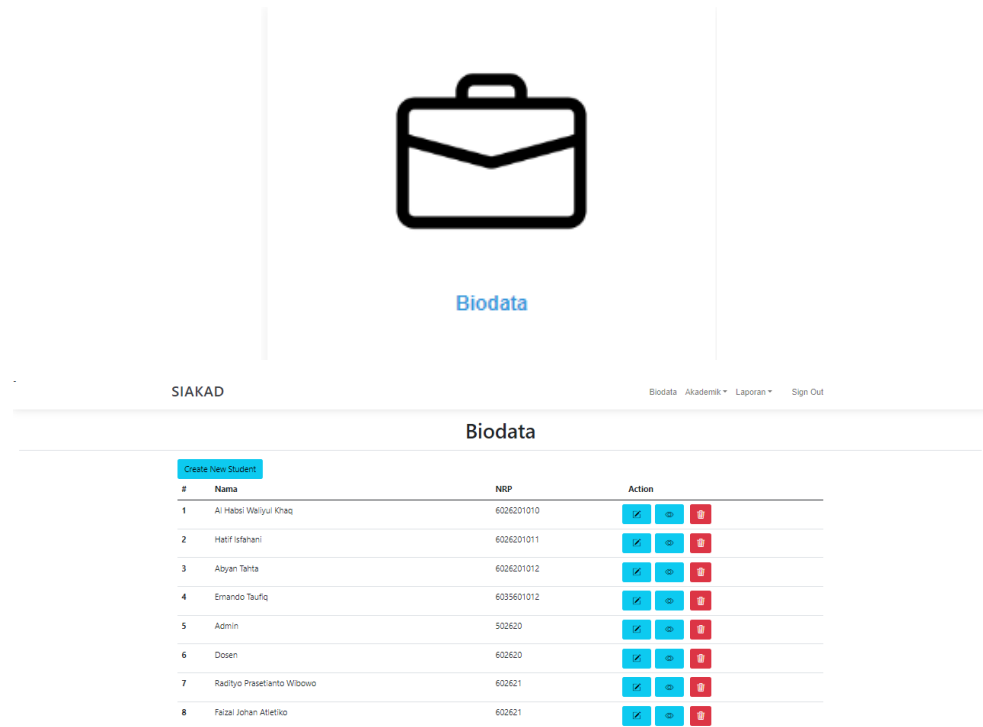 Biodata
SIAKAD Biodata Akademik Laporan Sign Out
Biodata
Create New Student
# Nama NRP Action
1 Al Habsi Waliyul Khaq 6026201010
2 Hatif Isfahani 6026201011
3 Abyan Tahta 6026201012
4 Ernando Taufiq 6035601012
5 Admin 502620
6 Dosen 602620
7 Radityo Prasetianto Wibowo 602621
8 Faizal Johan Atletiko 602621